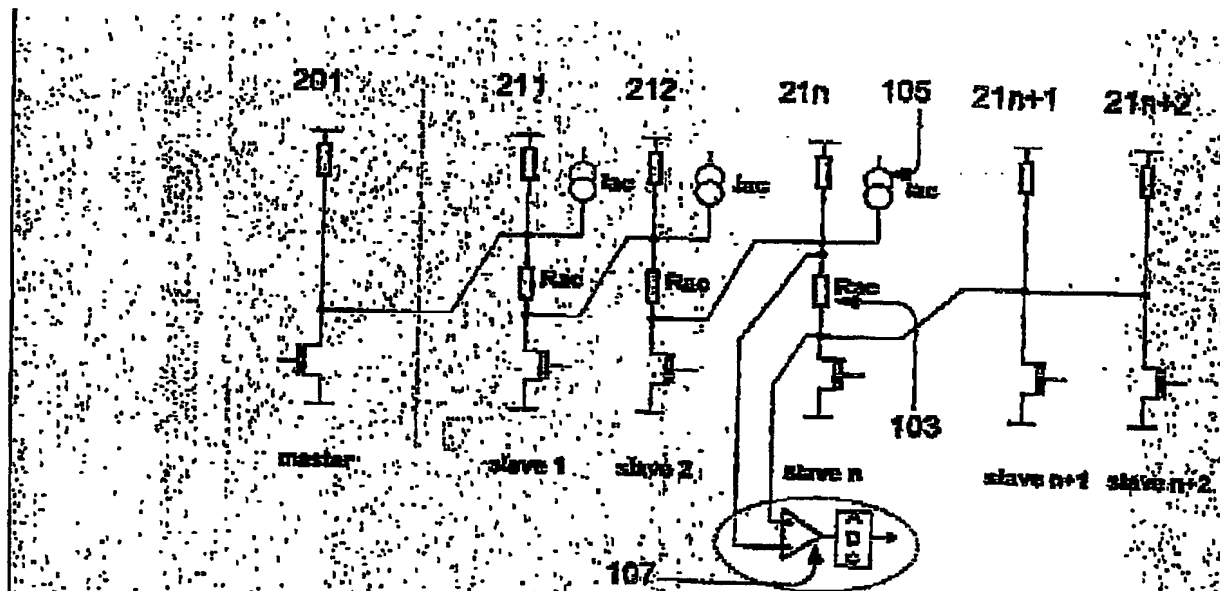 201 211 212 21n 105 21n+1 21n+2
Iac Iac Iac
Rac Rac Rac
103
master slave 1 slave 2 slave n slave n+1 slave n+2
A
D
C
107